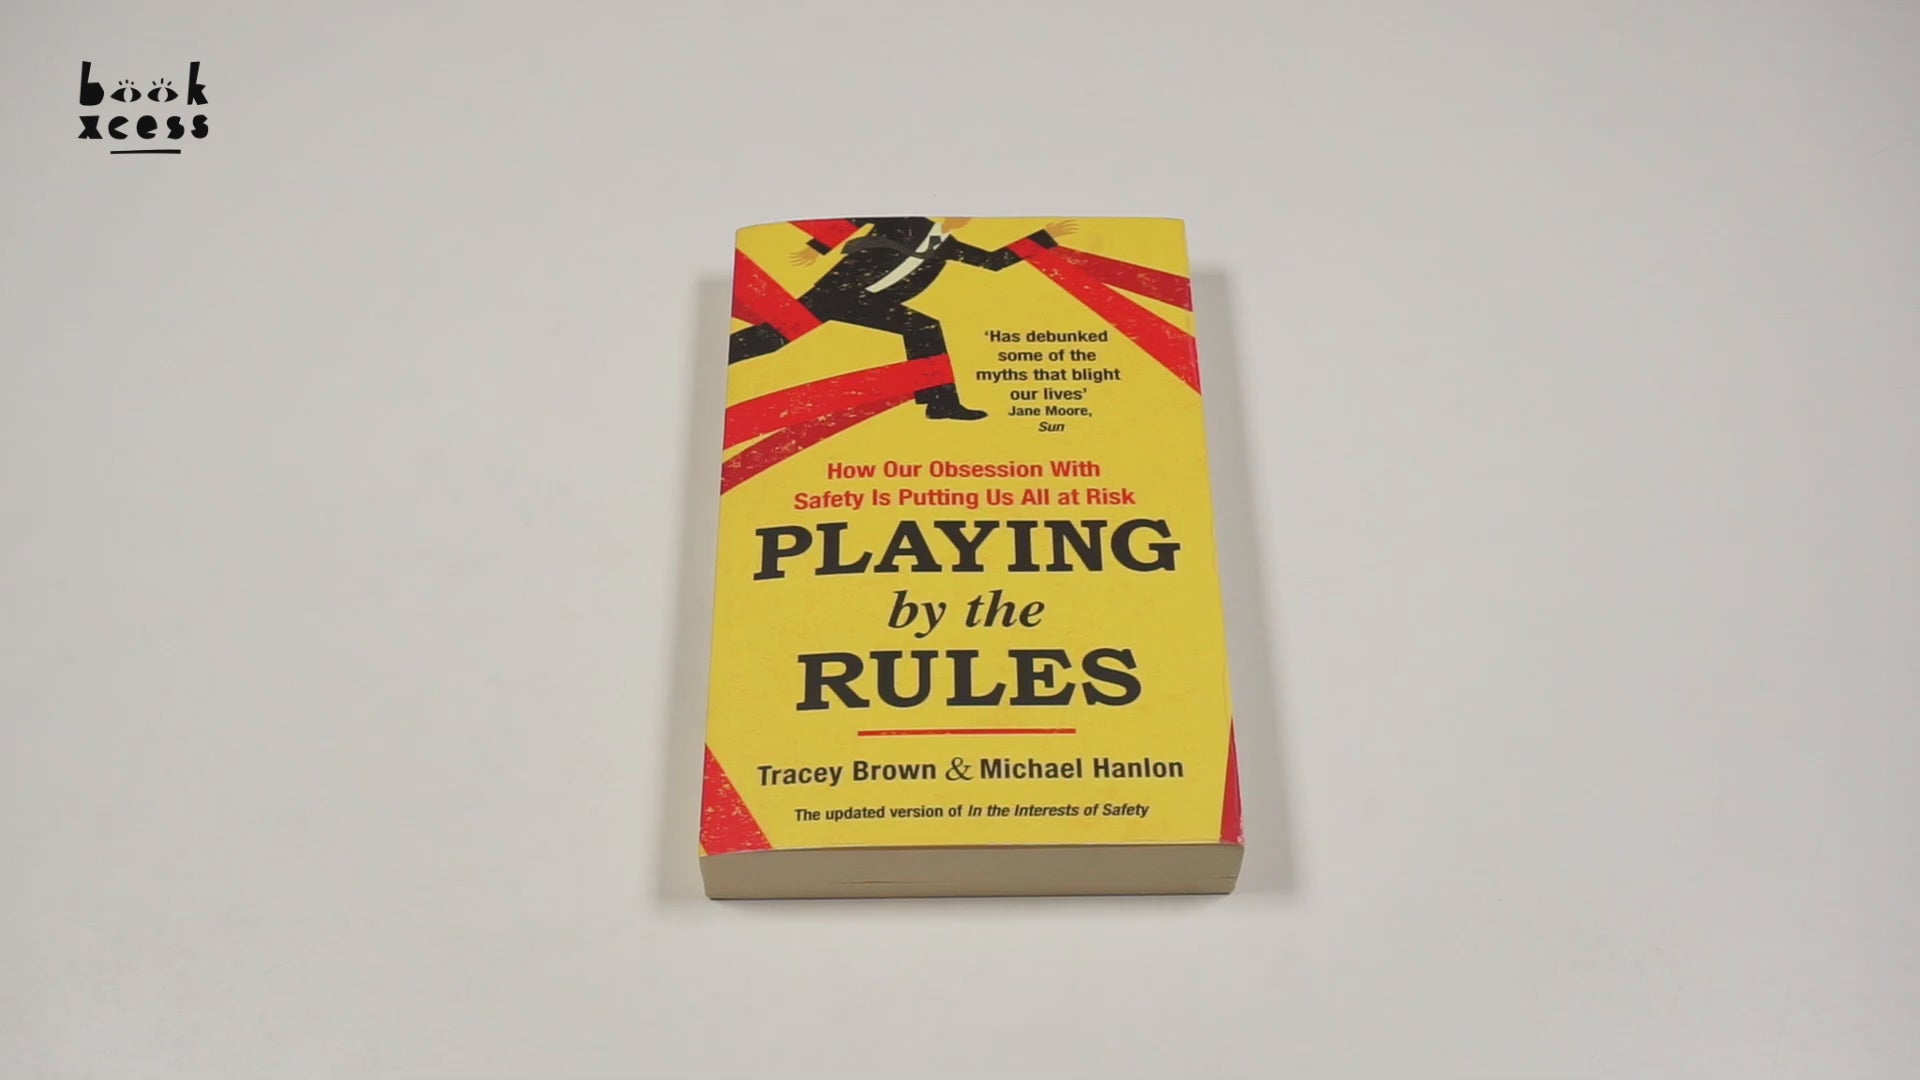 book
xcess
‘Has debunked
some of the
myths that blight
our lives’
Jane Moore,
Sun
How Our Obsession With
Safety Is Putting Us All at Risk
PLAYING
by the
RULES
Tracey Brown & Michael Hanlon
The updated version of In the Interests of Safety